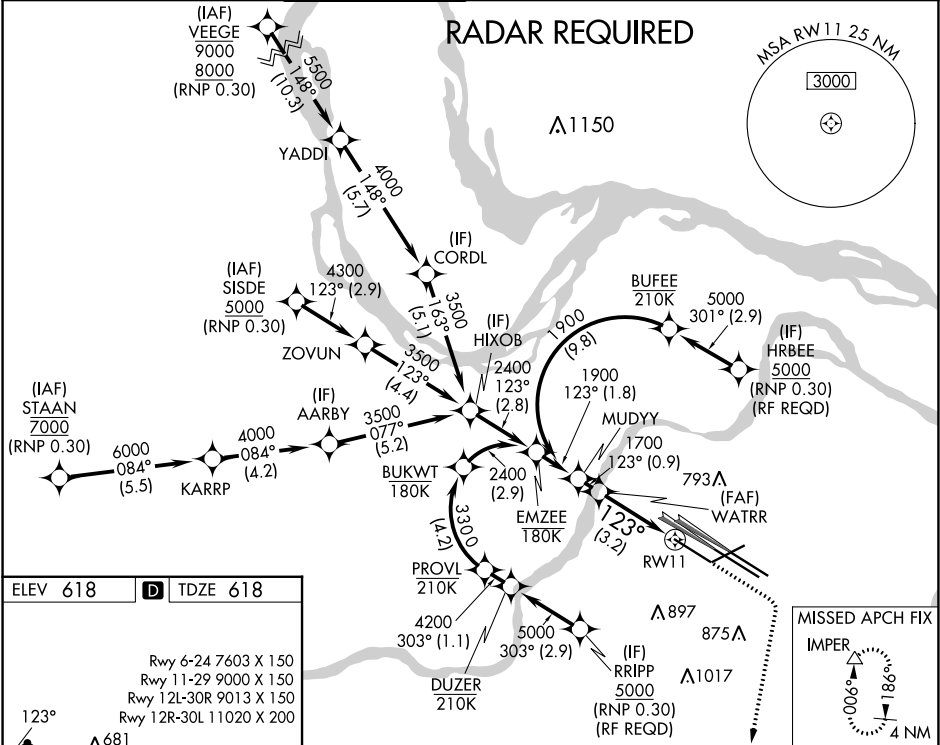 RADAR REQUIRED
(IAF)
VEEGE
9000
8000
(RNP 0.30)
5500
148°
(10.3)
YADDI
4000
148°
(5.7)
(IF)
CORDL
3500
163°
(5.1)
1150
MSA RW11 25 NM
3000
(IAF)
SISDE
5000
(RNP 0.30)
4300
123° (2.9)
ZOVUN
3500
123°
(4.4)
(IF)
HIXOB
2400
123°
(2.8)
BUFEE
210K
5000
301° (2.9)
(IF)
HRBEE
5000
(RNP 0.30)
(RF REQD)
1900
(9.8)
1900
123° (1.8)
MUDYY
1700
123° (0.9)
793
(FAF)
WATRR
(IAF)
STAAN
7000
(RNP 0.30)
6000
084°
(5.5)
KARRP
4000
084°
(4.2)
(IF)
AARBY
3500
077°
(5.2)
BUKWT
180K
2400
(2.9)
EMZEE
180K
123°
(3.2)
RW11
3300
(4.2)
PROVL
210K
4200
303° (1.1)
DUZER
210K
5000
303° (2.9)
(IF)
RRIPP
5000
(RNP 0.30)
(RF REQD)
897
875
1017
ELEV 618 D TDZE 618
Rwy 6-24 7603 X 150
Rwy 11-29 9000 X 150
Rwy 12L-30R 9013 X 150
Rwy 12R-30L 11020 X 200
123°
681
MISSED APCH FIX
IMPER
006°
186°
4 NM